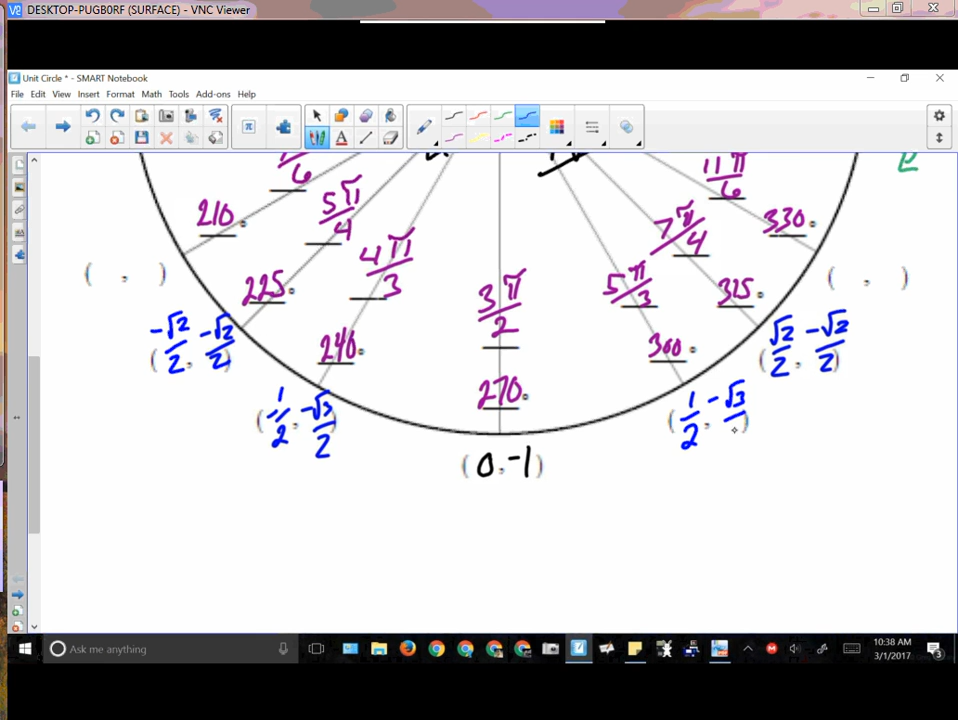 DESKTOP-PUGB0RF (SURFACE) - VNC Viewer
Unit Circle * - SMART Notebook
File Edit View Insert Format Math Tools Add-ons Help
π
11π/6
5π/4
7π/4
210°
330°
4π/3
5π/3
( , )
( , )
225°
3π/2
315°
(-√2/2, -√2/2)
240°
300°
(√2/2, -√2/2)
270°
(-1/2, -√3/2)
(1/2, -√3/ )
(0, -1)
Ask me anything
10:38 AM
3/1/2017
3